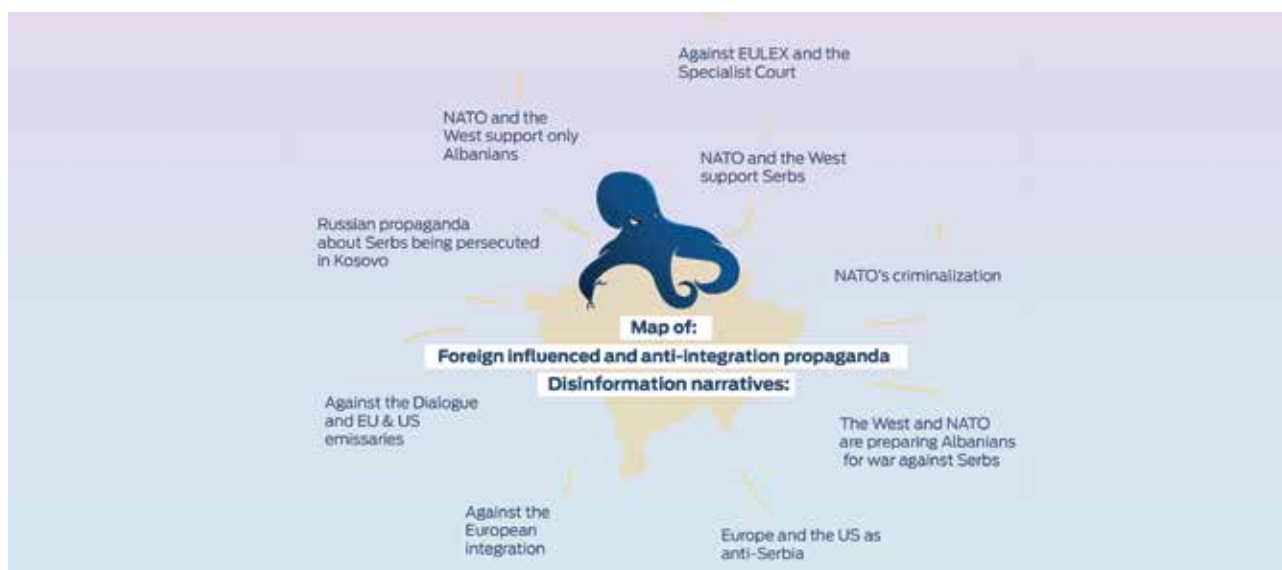 Against EULEX and the
Specialist Court
NATO and the
West support only
Albanians
NATO and the West
support Serbs
Russian propaganda
about Serbs being persecuted
in Kosovo
NATO's criminalization
Map of:
Foreign influenced and anti-integration propaganda
Disinformation narratives:
Against the Dialogue
and EU & US
emissaries
The West and NATO
are preparing Albanians
for war against Serbs
Against the
European
integration
Europe and the US as
anti-Serbia